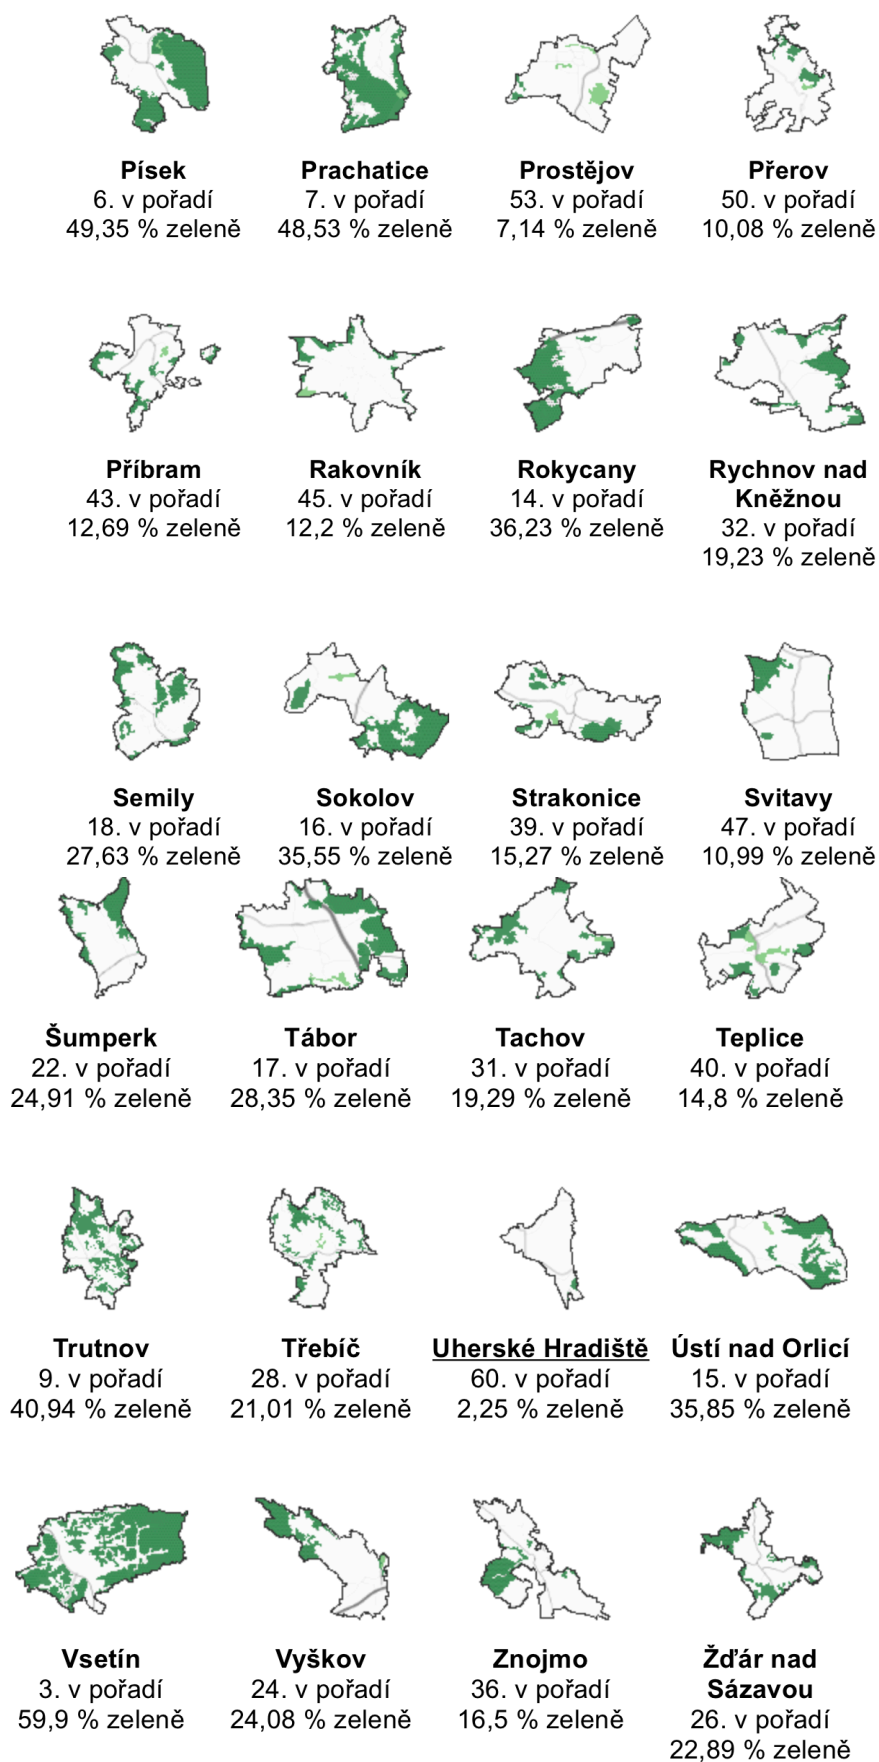 Písek
6. v pořadí
49,35 % zeleně
Prachatice
7. v pořadí
48,53 % zeleně
Prostějov
53. v pořadí
7,14 % zeleně
Přerov
50. v pořadí
10,08 % zeleně
Příbram
43. v pořadí
12,69 % zeleně
Rakovník
45. v pořadí
12,2 % zeleně
Rokycany
14. v pořadí
36,23 % zeleně
Rychnov nad
Kněžnou
32. v pořadí
19,23 % zeleně
Semily
18. v pořadí
27,63 % zeleně
Sokolov
16. v pořadí
35,55 % zeleně
Strakonice
39. v pořadí
15,27 % zeleně
Svitavy
47. v pořadí
10,99 % zeleně
Šumperk
22. v pořadí
24,91 % zeleně
Tábor
17. v pořadí
28,35 % zeleně
Tachov
31. v pořadí
19,29 % zeleně
Teplice
40. v pořadí
14,8 % zeleně
Trutnov
9. v pořadí
40,94 % zeleně
Třebíč
28. v pořadí
21,01 % zeleně
Uherské Hradiště
60. v pořadí
2,25 % zeleně
Ústí nad Orlicí
15. v pořadí
35,85 % zeleně
Vsetín
3. v pořadí
59,9 % zeleně
Vyškov
24. v pořadí
24,08 % zeleně
Znojmo
36. v pořadí
16,5 % zeleně
Žďár nad
Sázavou
26. v pořadí
22,89 % zeleně